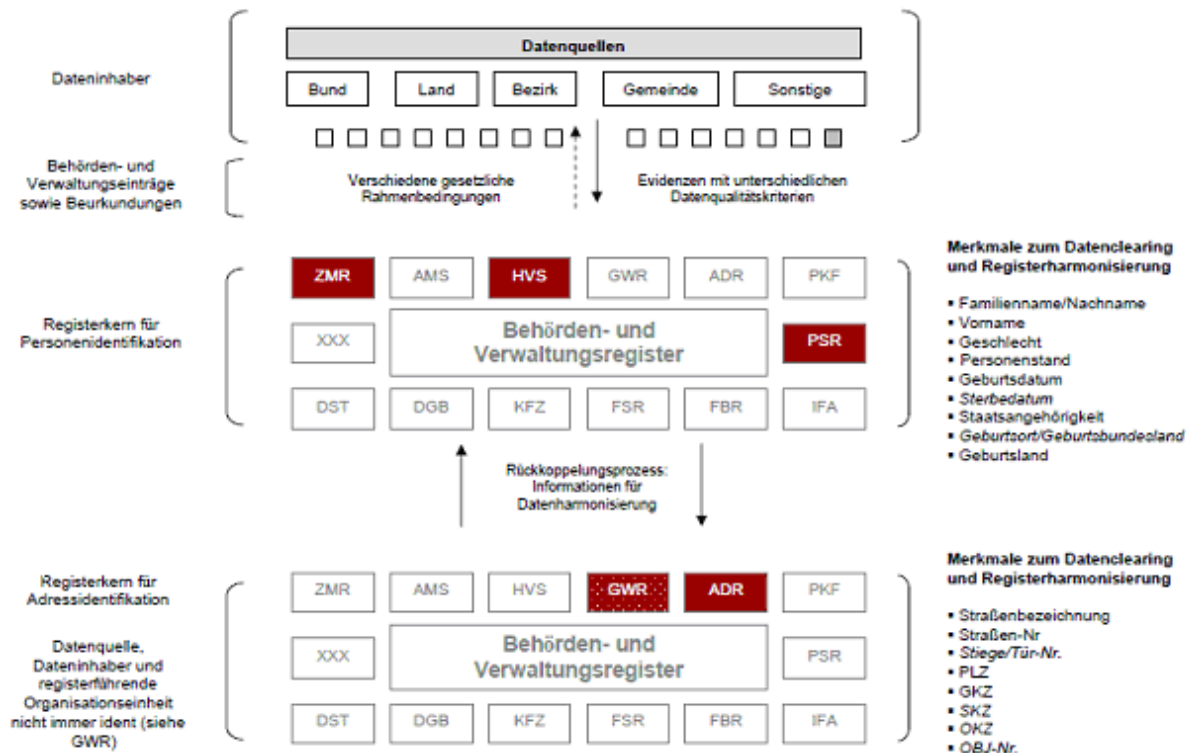 Datenquellen
Dateninhaber
Bund
Land
Bezirk
Gemeinde
Sonstige
Behörden- und
Verwaltungseinträge
sowie Beurkundungen
Verschiedene gesetzliche
Rahmenbedingungen
Evidenzen mit unterschiedlichen
Datenqualitätskriterien
Registerkern für
Personenidentifikation
ZMR
AMS
HVS
GWR
ADR
PKF
XXX
Behörden- und
Verwaltungsregister
PSR
DST
DGB
KFZ
FSR
FBR
IFA
Merkmale zum Datenclearing
und Registerharmonisierung
▪ Familienname/Nachname
▪ Vorname
▪ Geschlecht
▪ Personenstand
▪ Geburtsdatum
▪ Sterbedatum
▪ Staatsangehörigkeit
▪ Geburtsort/Geburtsbundesland
▪ Geburtsland
Rückkoppelungsprozess:
Informationen für
Datenharmonisierung
Registerkern für
Adressidentifikation
Datenquelle,
Dateninhaber und
registerführende
Organisationseinheit
nicht immer ident (siehe
GWR)
ZMR
AMS
HVS
GWR
ADR
PKF
XXX
Behörden- und
Verwaltungsregister
PSR
DST
DGB
KFZ
FSR
FBR
IFA
Merkmale zum Datenclearing
und Registerharmonisierung
▪ Straßenbezeichnung
▪ Straßen-Nr
▪ Stiege/Tür-Nr.
▪ PLZ
▪ GKZ
▪ SKZ
▪ OKZ
▪ OBJ-Nr.